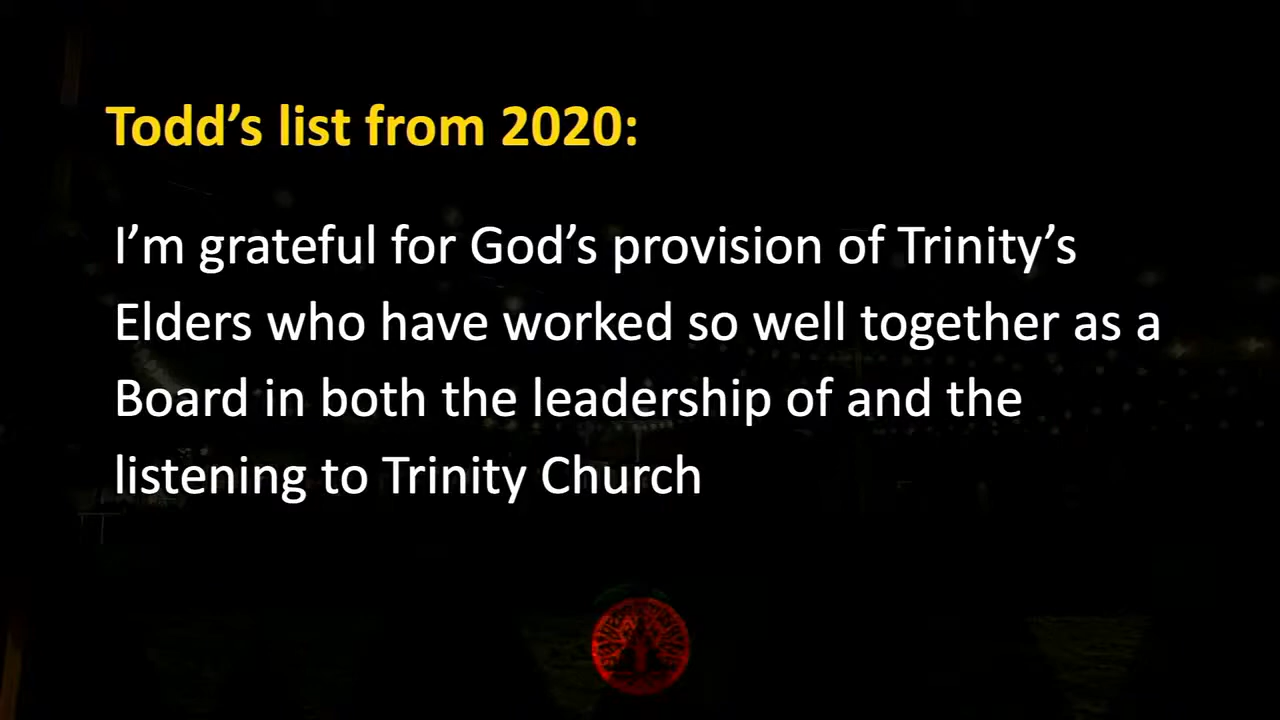 Todd’s list from 2020:
I’m grateful for God’s provision of Trinity’s
Elders who have worked so well together as a
Board in both the leadership of and the
listening to Trinity Church